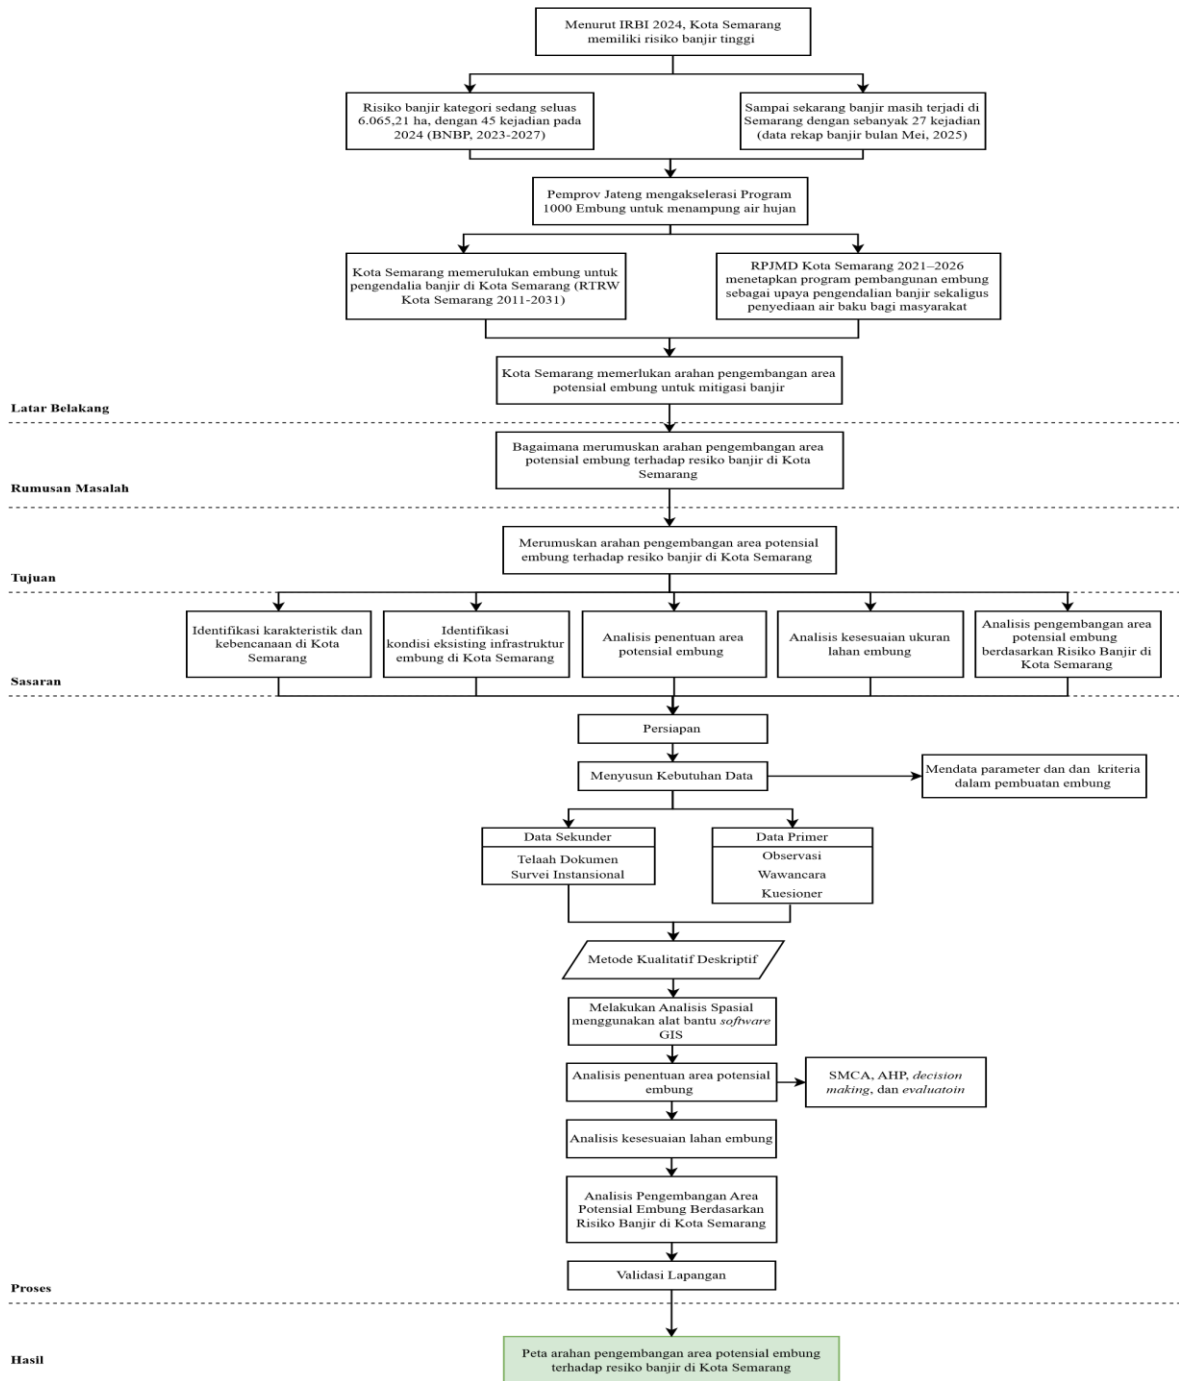 Menurut IRBI 2024, Kota Semarang
memiliki risiko banjir tinggi
Risiko banjir kategori sedang seluas
6.065,21 ha, dengan 45 kejadian pada
2024 (BNBP, 2023-2027)
Sampai sekarang banjir masih terjadi di
Semarang dengan sebanyak 27 kejadian
(data rekap banjir bulan Mei, 2025)
Pemprov Jateng mengakselerasi Program
1000 Embung untuk menampung air hujan
Kota Semarang memerulukan embung untuk
pengendalia banjir di Kota Semarang (RTRW
Kota Semarang 2011-2031)
RPJMD Kota Semarang 2021–2026
menetapkan program pembangunan embung
sebagai upaya pengendalian banjir sekaligus
penyediaan air baku bagi masyarakat
Kota Semarang memerlukan arahan pengembangan area
potensial embung untuk mitigasi banjir
Latar Belakang
Bagaimana merumuskan arahan pengembangan area
potensial embung terhadap resiko banjir di Kota
Semarang
Rumusan Masalah
Merumuskan arahan pengembangan area potensial
embung terhadap resiko banjir di Kota Semarang
Tujuan
Identifikasi karakteristik dan
kebencanaan di Kota
Semarang
Identifikasi
kondisi eksisting infrastruktur
embung di Kota Semarang
Analisis penentuan area
potensial embung
Analisis kesesuaian ukuran
lahan embung
Analisis pengembangan area
potensial embung
berdasarkan Risiko Banjir di
Kota Semarang
Sasaran
Persiapan
Menyusun Kebutuhan Data
Mendata parameter dan dan kriteria
dalam pembuatan embung
Data Sekunder
Telaah Dokumen
Survei Instansional
Data Primer
Observasi
Wawancara
Kuesioner
Metode Kualitatif Deskriptif
Melakukan Analisis Spasial
menggunakan alat bantu software
GIS
Analisis penentuan area potensial
embung
SMCA, AHP, decision
making, dan evaluatoin
Analisis kesesuaian lahan embung
Analisis Pengembangan Area
Potensial Embung Berdasarkan
Risiko Banjir di Kota Semarang
Validasi Lapangan
Proses
Peta arahan pengembangan area potensial embung
terhadap resiko banjir di Kota Semarang
Hasil